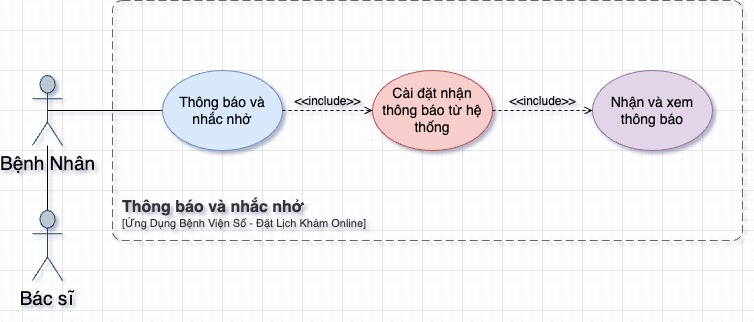 Thông báo và
nhắc nhở
<<include>>
Cài đặt nhận
thông báo từ hệ
thống
<<include>>
Nhận và xem
thông báo
Bệnh Nhân
Thông báo và nhắc nhở
[Ứng Dụng Bệnh Viện Số - Đặt Lịch Khám Online]
Bác sĩ